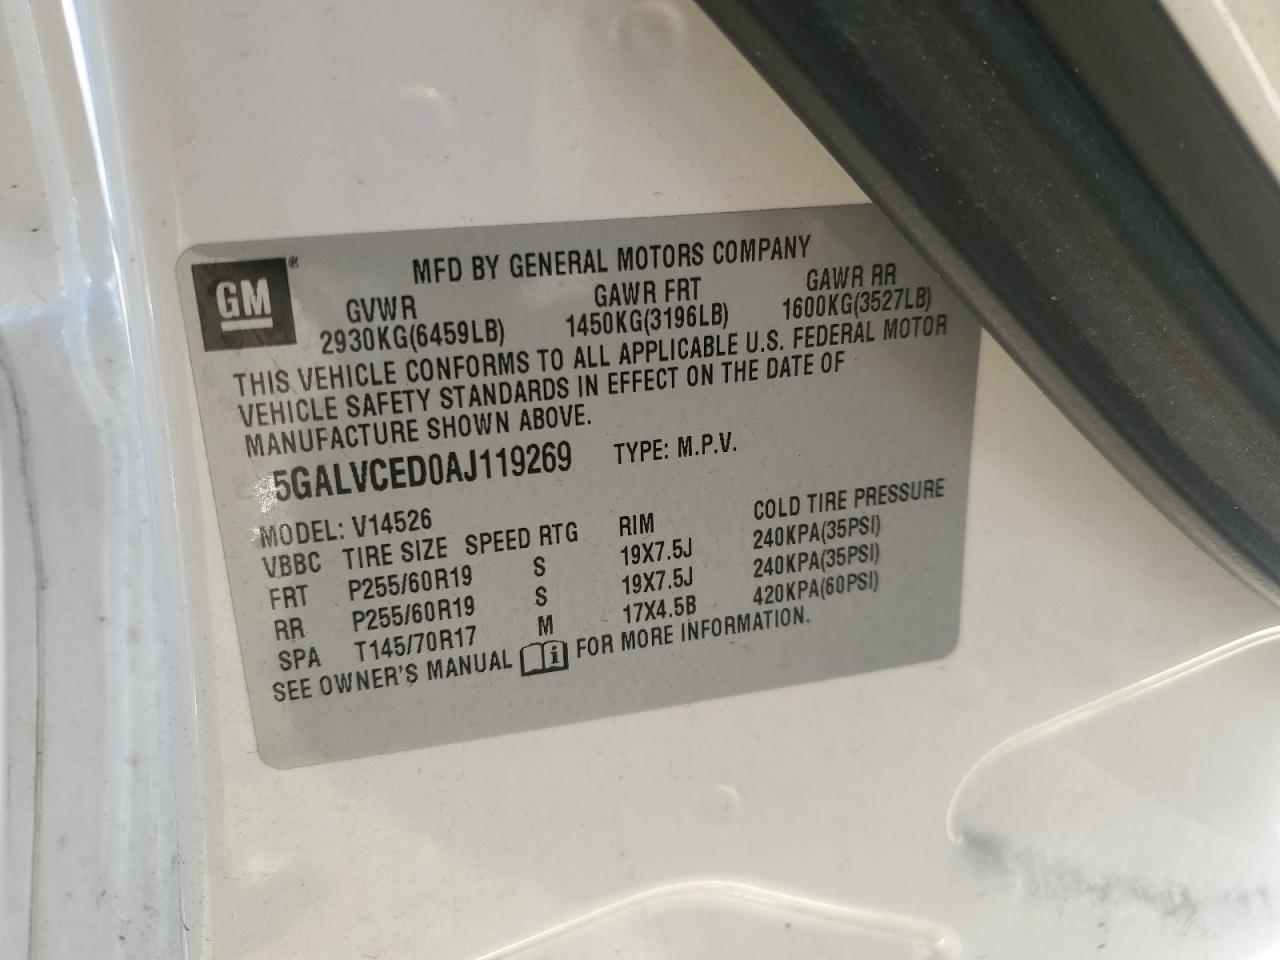 GM®
MFD BY GENERAL MOTORS COMPANY
GVWR GAWR FRT GAWR RR
2930KG(6459LB) 1450KG(3196LB) 1600KG(3527LB)
THIS VEHICLE CONFORMS TO ALL APPLICABLE U.S. FEDERAL MOTOR
VEHICLE SAFETY STANDARDS IN EFFECT ON THE DATE OF
MANUFACTURE SHOWN ABOVE.
5GALVCED0AJ119269 TYPE: M.P.V.
MODEL: V14526
VBBC TIRE SIZE SPEED RTG RIM COLD TIRE PRESSURE
FRT P255/60R19 S 19X7.5J 240KPA(35PSI)
RR P255/60R19 S 19X7.5J 240KPA(35PSI)
SPA T145/70R17 M 17X4.5B 420KPA(60PSI)
SEE OWNER'S MANUAL i FOR MORE INFORMATION.